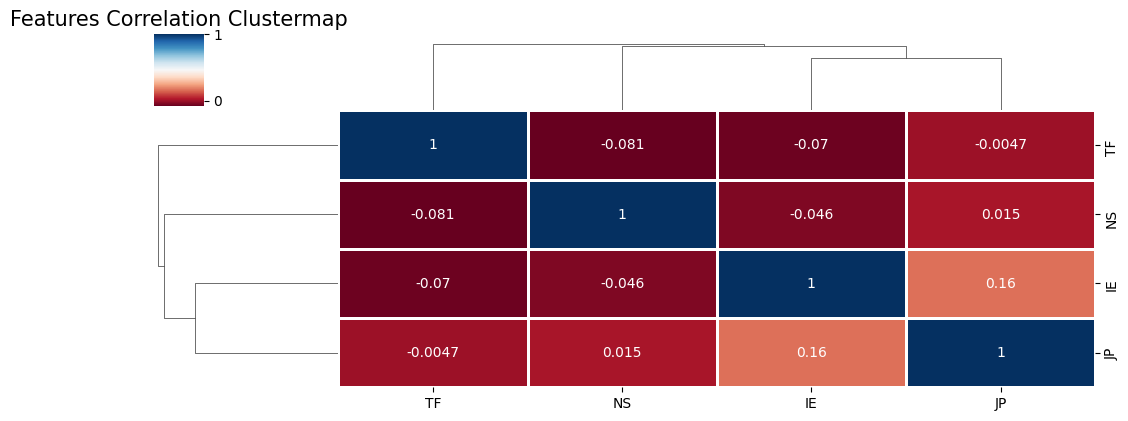 Features Correlation Clustermap
1
0
1 -0.081 -0.07 -0.0047 TF
-0.081 1 -0.046 0.015 NS
-0.07 -0.046 1 0.16 IE
-0.0047 0.015 0.16 1 JP
TF NS IE JP